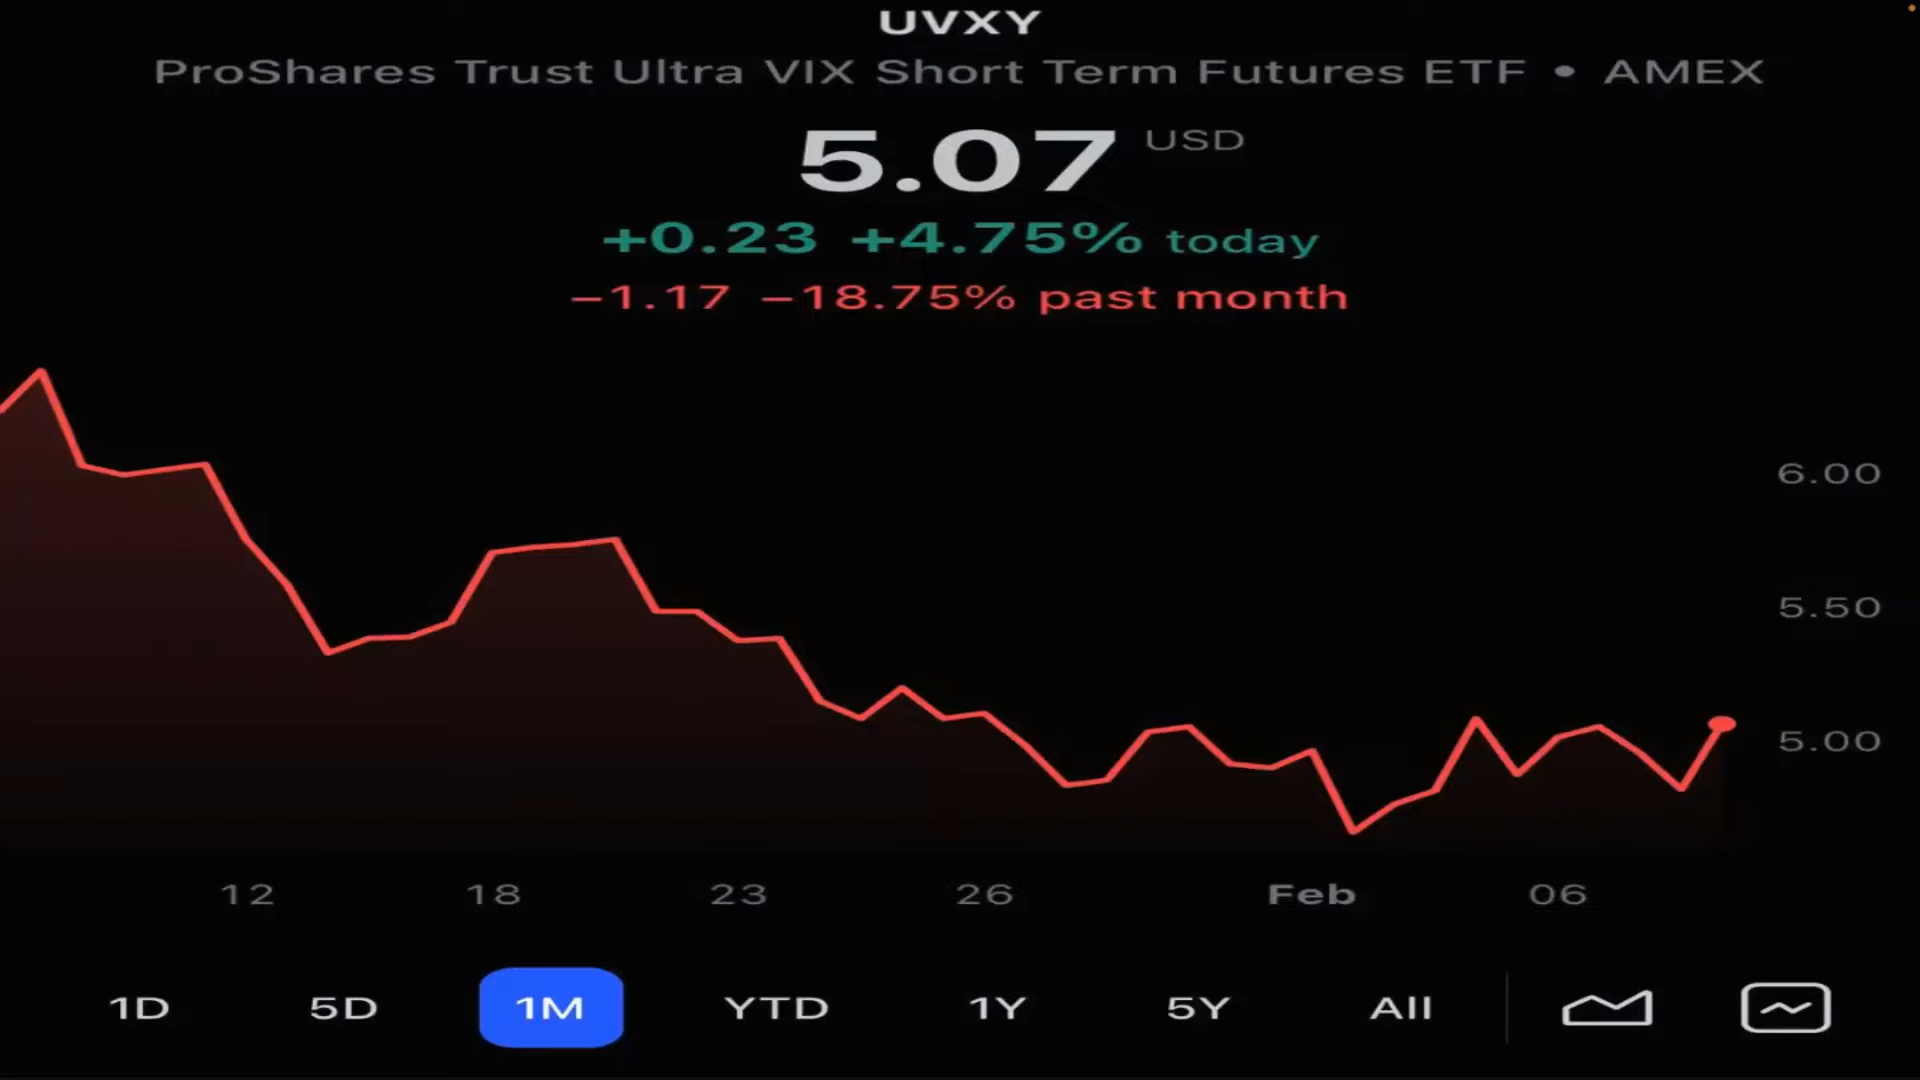 UVXY
ProShares Trust Ultra VIX Short Term Futures ETF • AMEX
5.07 USD
+0.23 +4.75% today
−1.17 −18.75% past month
6.00
5.50
5.00
12 18 23 26 Feb 06
1D 5D 1M YTD 1Y 5Y All